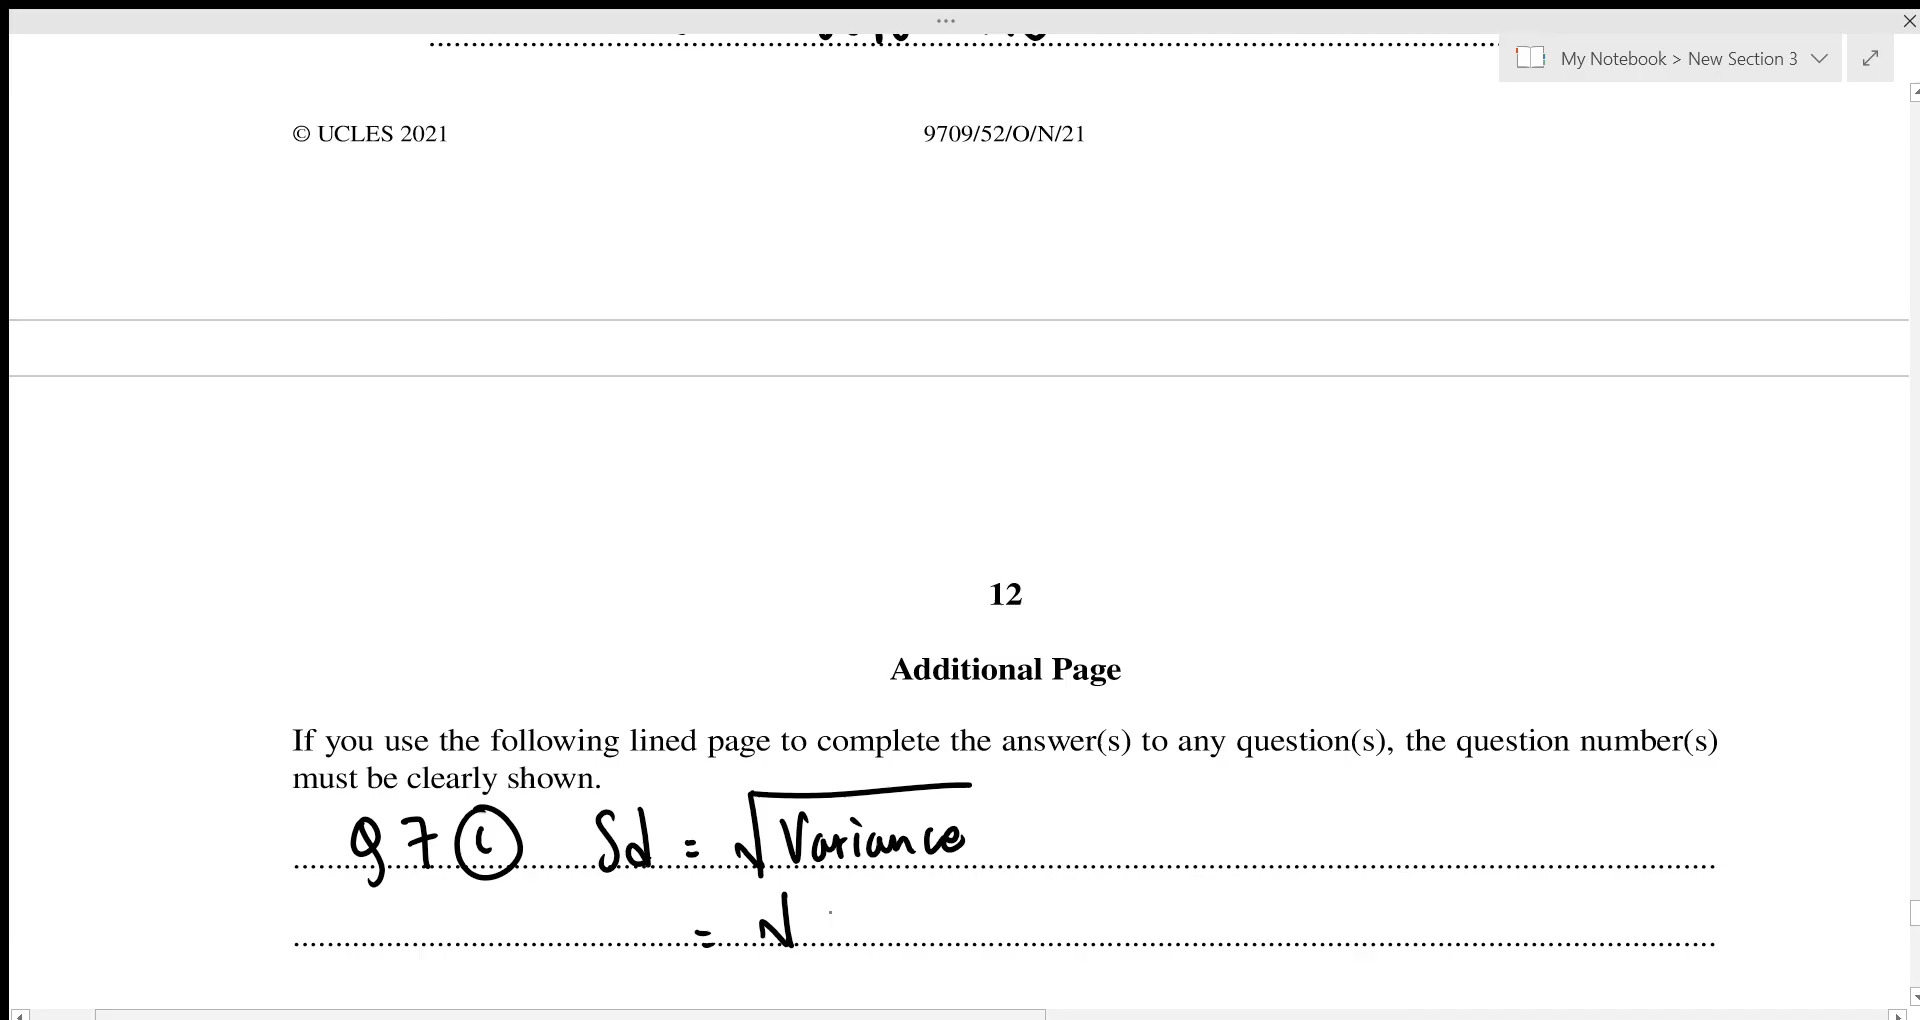 My Notebook > New Section 3
© UCLES 2021 9709/52/O/N/21
12
Additional Page
If you use the following lined page to complete the answer(s) to any question(s), the question number(s)
must be clearly shown.
Q7 (c) Sd = √Variance
= √